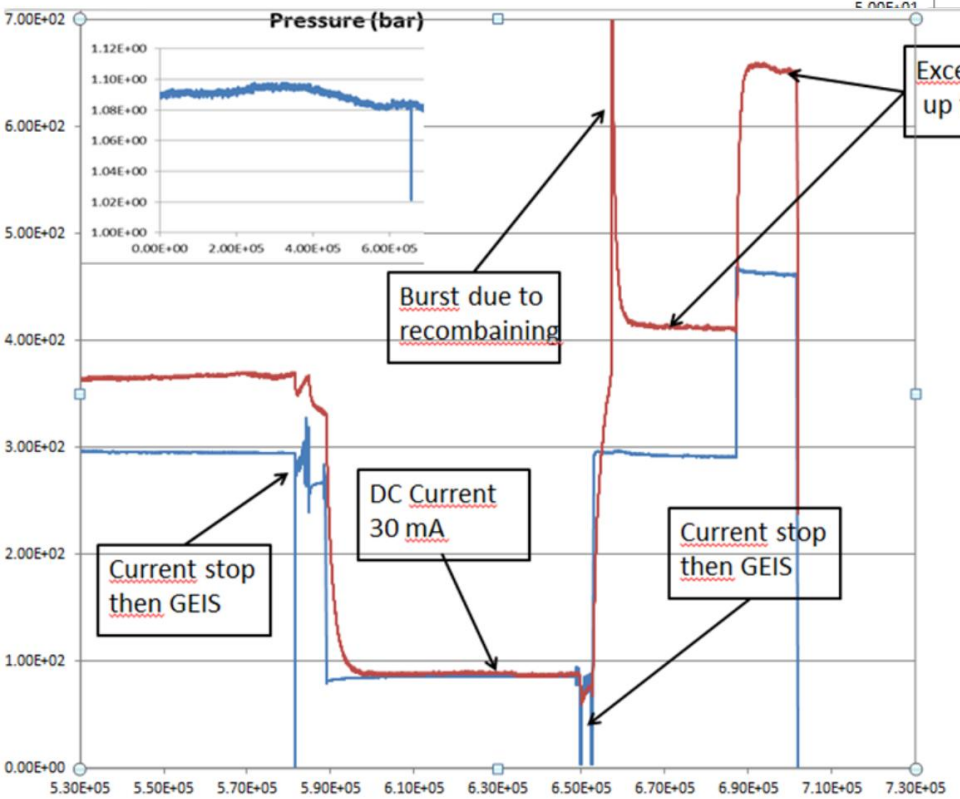 5.00E+01
7.00E+02
6.00E+02
5.00E+02
4.00E+02
3.00E+02
2.00E+02
1.00E+02
0.00E+00
Pressure (bar)
1.12E+00
1.10E+00
1.08E+00
1.06E+00
1.04E+00
1.02E+00
1.00E+00
0.00E+00 2.00E+05 4.00E+05 6.00E+05
up
Burst due to
recombaining
DC Current
30 mA
Current stop
then GEIS
Current stop
then GEIS
5.30E+05 5.50E+05 5.70E+05 5.90E+05 6.10E+05 6.30E+05 6.50E+05 6.70E+05 6.90E+05 7.10E+05 7.30E+05